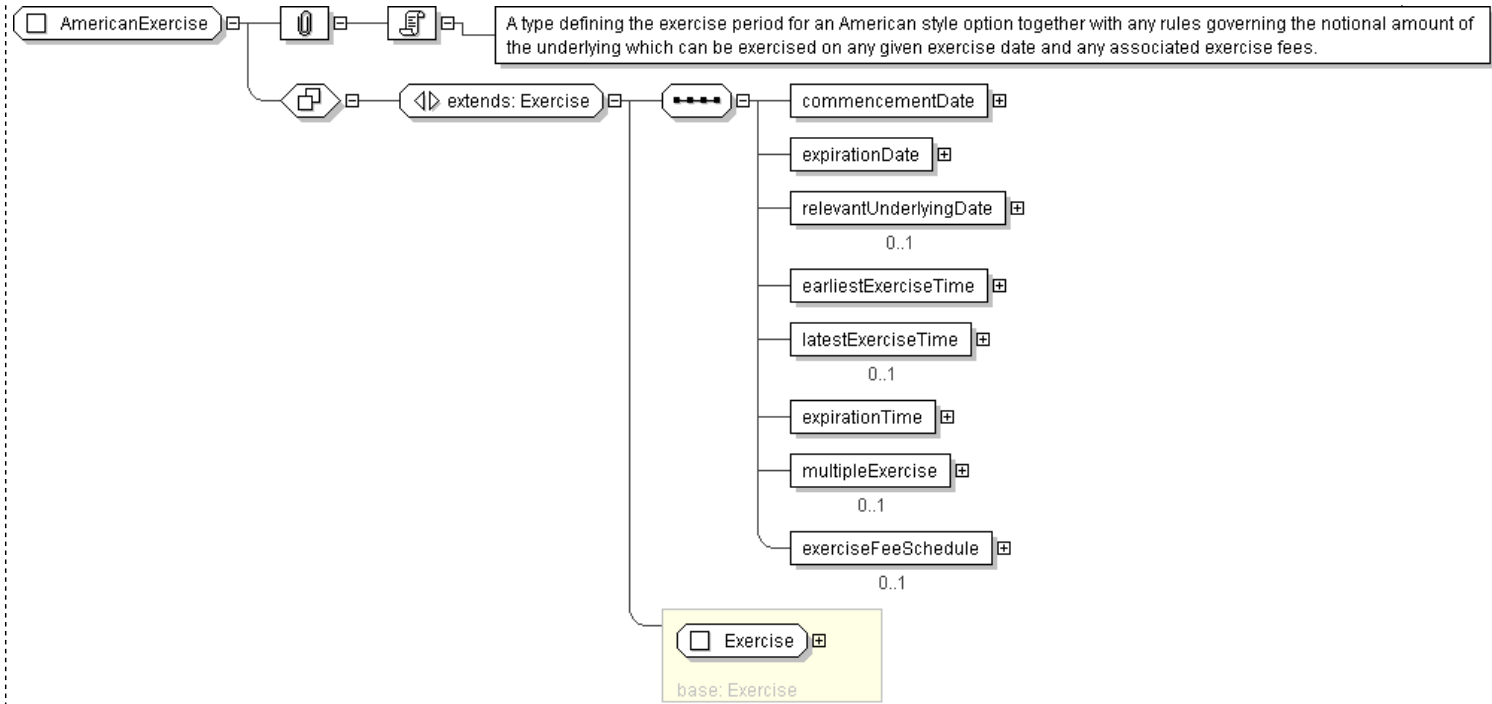 AmericanExercise
A type defining the exercise period for an American style option together with any rules governing the notional amount of
the underlying which can be exercised on any given exercise date and any associated exercise fees.
extends: Exercise
commencementDate
expirationDate
relevantUnderlyingDate
0..1
earliestExerciseTime
latestExerciseTime
0..1
expirationTime
multipleExercise
0..1
exerciseFeeSchedule
0..1
Exercise
base: Exercise